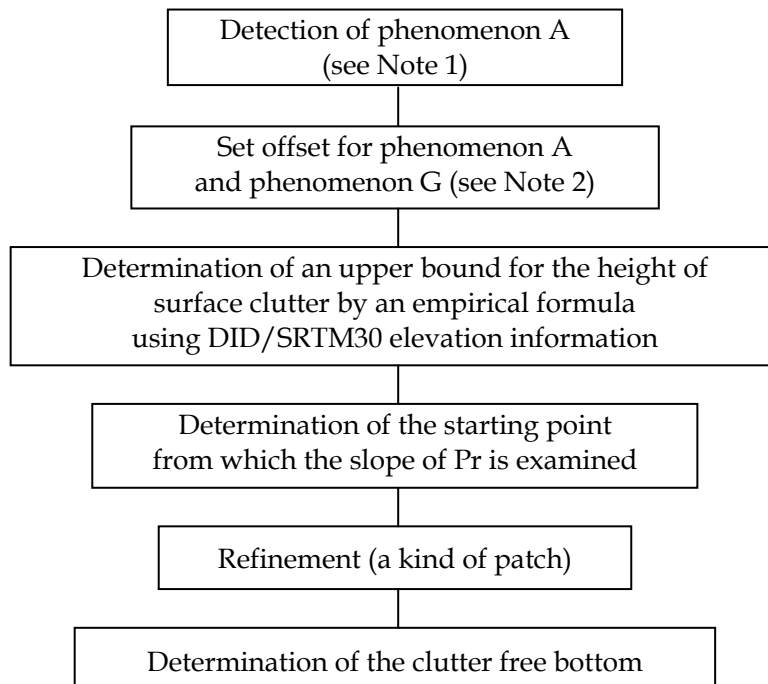 Detection of phenomenon A
(see Note 1)
Set offset for phenomenon A
and phenomenon G (see Note 2)
Determination of an upper bound for the height of
surface clutter by an empirical formula
using DID/SRTM30 elevation information
Determination of the starting point
from which the slope of Pr is examined
Refinement (a kind of patch)
Determination of the clutter free bottom